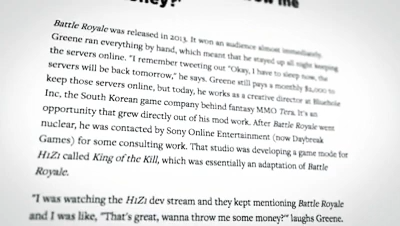 money?" throw me
Battle Royale was released in 2013. It won an audience almost immediately.
Greene ran everything by hand, which meant that he stayed up all night keeping
the servers online. "I remember tweeting out "Okay, I have to sleep now, the
servers will be back tomorrow," he says. Greene still pays a monthly $1,000 to
keep those servers online, but today, he works as a creative director at Bluehole
Inc, the South Korean game company behind fantasy MMO Tera. It's an
opportunity that grew directly out of his mod work. After Battle Royale went
nuclear, he was contacted by Sony Online Entertainment (now Daybreak
Games) for some consulting work. That studio was developing a game mode for
H1Z1 called King of the Kill, which was essentially an adaptation of Battle
Royale.
"I was watching the H1Z1 dev stream and they kept mentioning Battle Royale
and I was like, "That's great, wanna throw me some money?"" laughs Greene.